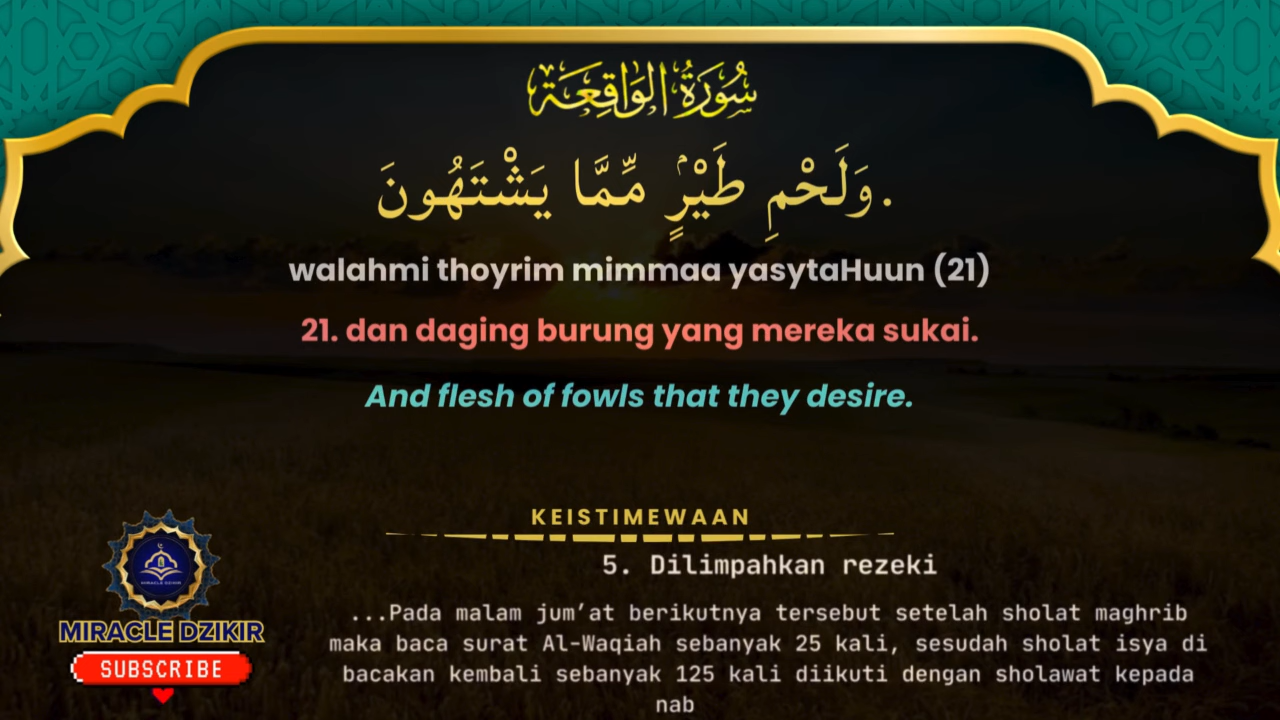 سُورَةُ الوَاقِعَة
وَلَحْمِ طَيْرٍۢ مِّمَّا يَشْتَهُونَ.
walahmi thoyrim mimmaa yasytaHuun (21)
21. dan daging burung yang mereka sukai.
And flesh of fowls that they desire.
KEISTIMEWAAN
5. Dilimpahkan rezeki
...Pada malam jum’at berikutnya tersebut setelah sholat maghrib
maka baca surat Al-Waqiah sebanyak 25 kali, sesudah sholat isya di
bacakan kembali sebanyak 125 kali diikuti dengan sholawat kepada
nab
MIRACLE DZIKIR
MIRACLE DZIKIR
SUBSCRIBE